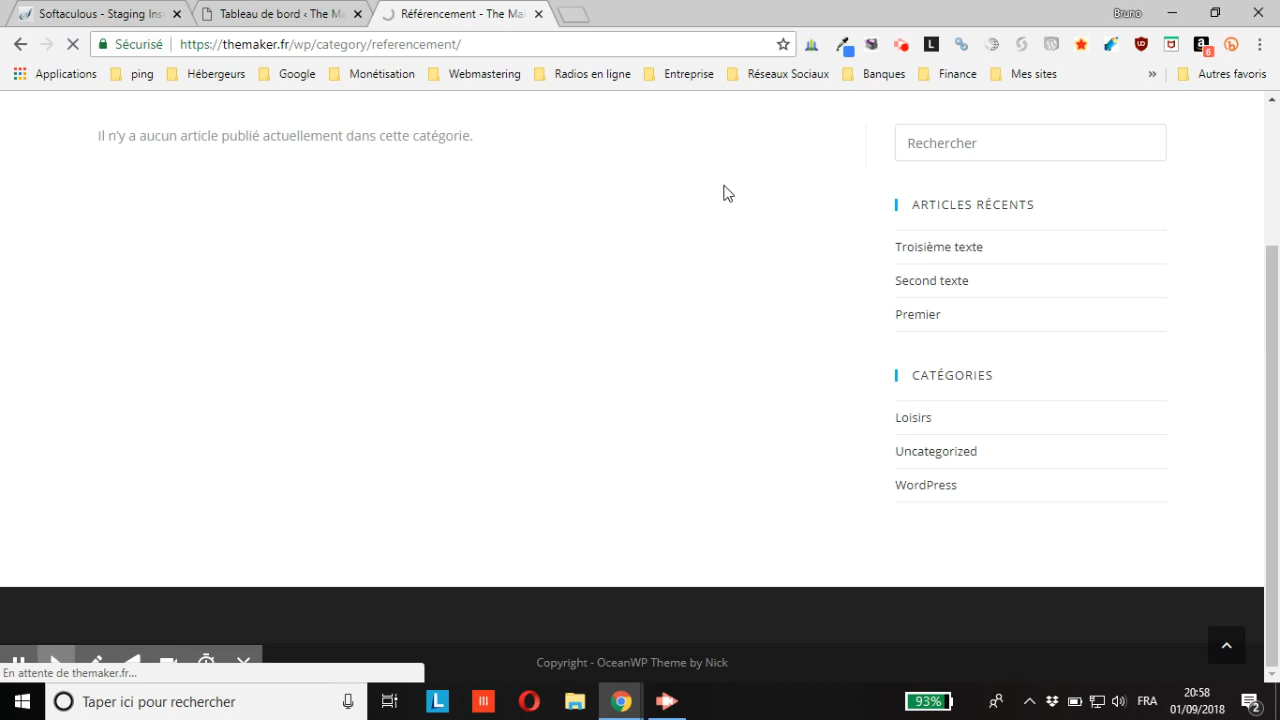 Softaculous - Staging Ins
Tableau de bord ‹ The Ma
Référencement - The Mak
Bruno
Sécurisé
https://themaker.fr/wp/category/referencement/
Applications
ping
Hébergeurs
Google
Monétisation
Webmastering
Radios en ligne
Entreprise
Réseaux Sociaux
Banques
Finance
Mes sites
»
Autres favoris
Il n'y a aucun article publié actuellement dans cette catégorie.
Rechercher
ARTICLES RÉCENTS
Troisième texte
Second texte
Premier
CATÉGORIES
Loisirs
Uncategorized
WordPress
Copyright - OceanWP Theme by Nick
En attente de themaker.fr...
Taper ici pour rechercher
93%
FRA
20:58
01/09/2018
2